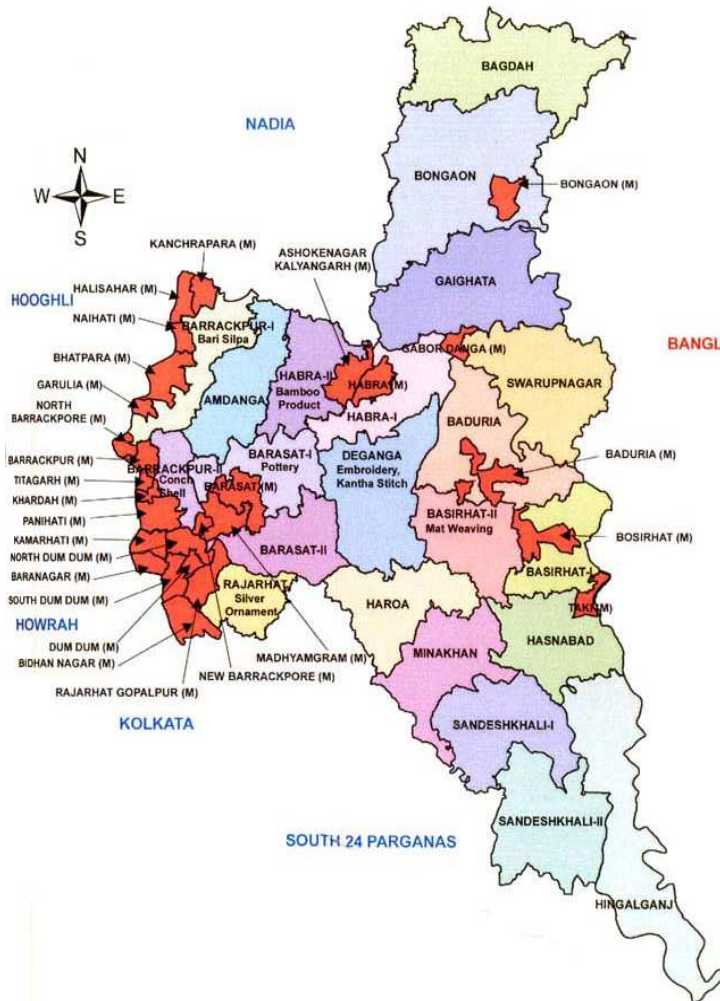 BAGDAH
NADIA
BONGAON
BONGAON (M)
N
W
E
S
KANCHRAPARA (M)
ASHOKENAGAR
KALYANGARH (M)
GAIGHATA
HALISAHAR (M)
HOOGHLI
NAIHATI (M)
BARRACKPUR-I
Bari Silpa
BANGL
GABOR DANGA (M)
BHATPARA (M)
HABRA-II
Bamboo
Product
HABRA (M)
SWARUPNAGAR
GARULIA (M)
AMDANGA
HABRA-I
BADURIA
NORTH
BARRACKPORE (M)
BARASAT-I
Pottery
DEGANGA
Embroidery,
Kantha Stitch
BADURIA (M)
BARRACKPUR (M)
BARRACKPUR-II
Conch
Shell
TITAGARH (M)
BARASAT(M)
KHARDAH (M)
PANIHATI (M)
BASIRHAT-II
Mat Weaving
KAMARHATI (M)
BOSIRHAT (M)
NORTH DUM DUM (M)
BARASAT-II
BARANAGAR (M)
BASIRHAT-I
RAJARHAT
Silver
Ornament
HAROA
SOUTH DUM DUM (M)
TAKI(M)
HOWRAH
HASNABAD
DUM DUM (M)
MINAKHAN
BIDHAN NAGAR (M)
MADHYAMGRAM (M)
NEW BARRACKPORE (M)
RAJARHAT GOPALPUR (M)
KOLKATA
SANDESHKHALI-I
SANDESHKHALI-II
SOUTH 24 PARGANAS
HINGALGANJ